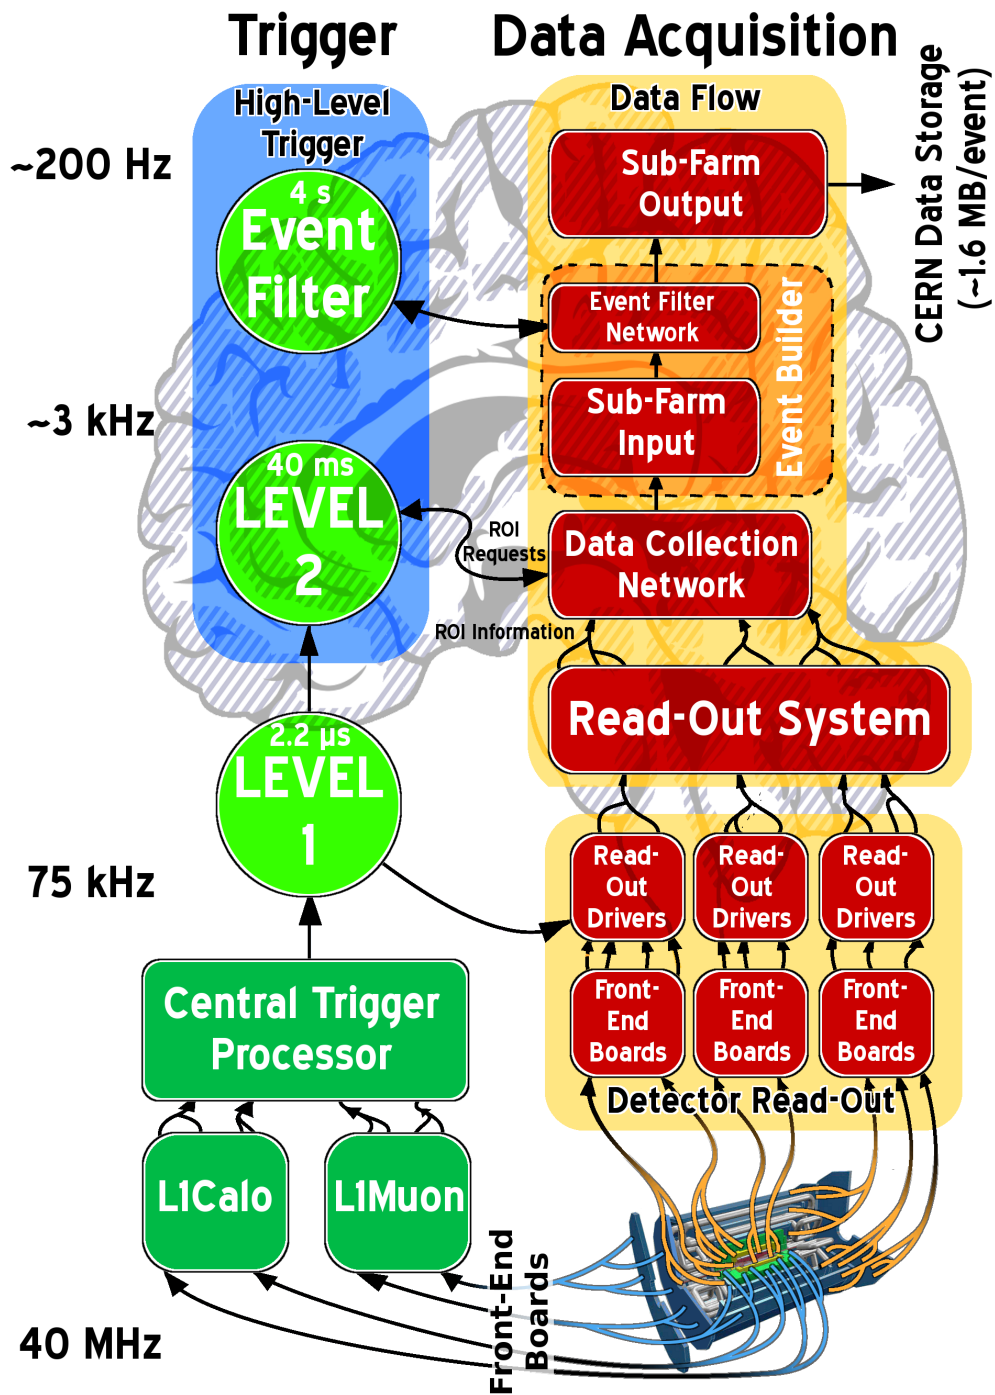 Trigger
Data Acquisition
High-Level
Trigger
~200 Hz
4 s
Event
Filter
~3 kHz
40 ms
LEVEL
2
2.2 µs
LEVEL
1
75 kHz
Central Trigger
Processor
L1Calo
L1Muon
40 MHz
Front-End
Boards
Data Flow
Sub-Farm
Output
CERN Data Storage
(~1.6 MB/event)
Event Filter
Network
Sub-Farm
Input
Event Builder
ROI
Requests
Data Collection
Network
ROI Information
Read-Out System
Read-
Out
Drivers
Read-
Out
Drivers
Read-
Out
Drivers
Front-
End
Boards
Front-
End
Boards
Front-
End
Boards
Detector Read-Out